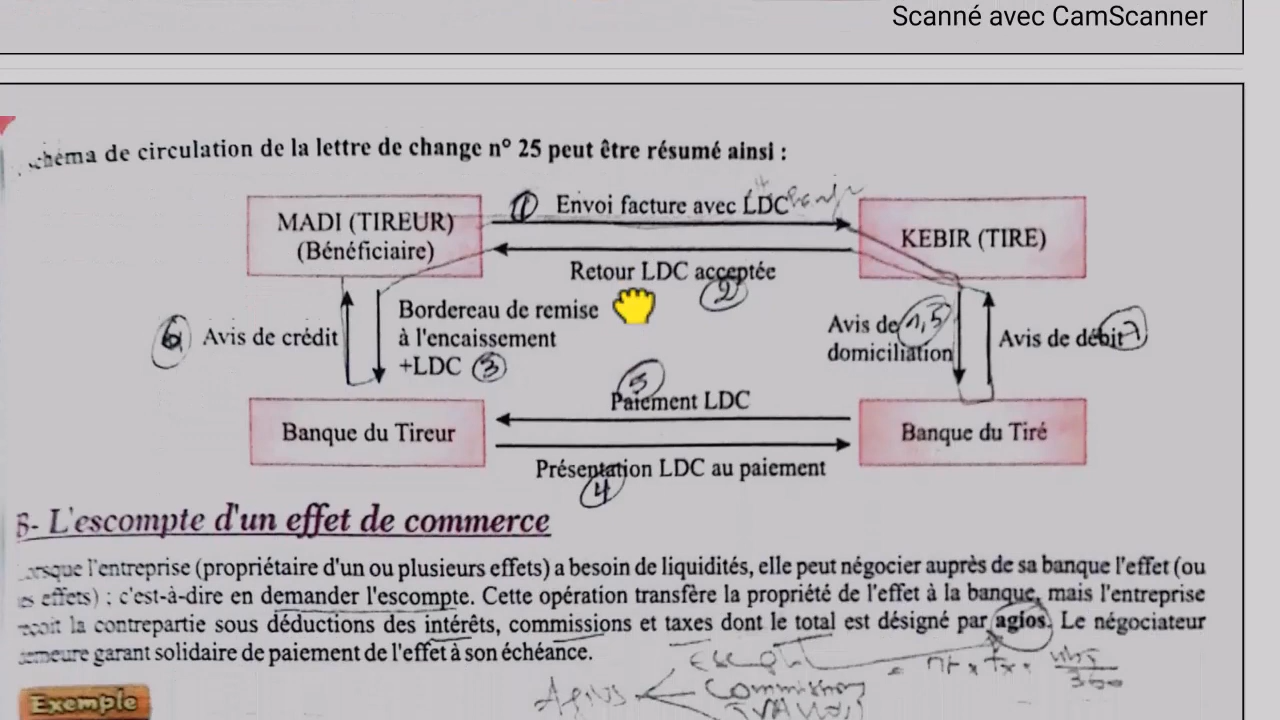 Scanné avec CamScanner
de circulation de la lettre de change n° 25 peut être résumé ainsi :
MADI (TIREUR)
(Bénéficiaire)
1 Envoi facture avec LDC
KEBIR (TIRE)
Retour LDC acceptée
2
Bordereau de remise
à l'encaissement
+LDC 3
6 Avis de crédit
Avis de 1,5
domiciliation
Avis de débit 7
5
Paiement LDC
Banque du Tireur
Banque du Tiré
Présentation LDC au paiement
4
B- L'escompte d'un effet de commerce
l'entreprise (propriétaire d'un ou plusieurs effets) a besoin de liquidités, elle peut négocier auprès de sa banque l'effet (ou
effets) : c'est-à-dire en demander l'escompte. Cette opération transfère la propriété de l'effet à la banque, mais l'entreprise
la contrepartie sous déductions des intérêts, commissions et taxes dont le total est désigné par agios. Le négociateur
garant solidaire de paiement de l'effet à son échéance.
Agios
Commission
360
Exemple